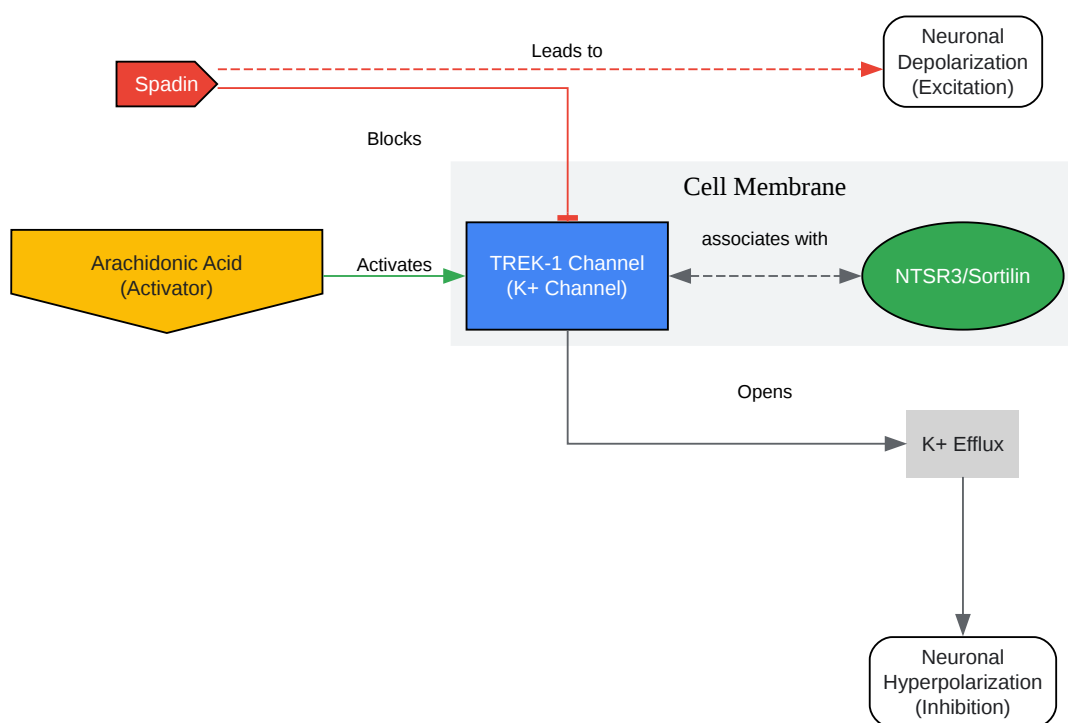 Neuronal
Depolarization
(Excitation)
Leads to
Spadin
Blocks
Cell Membrane
associates with
Arachidonic Acid
(Activator)
Activates
TREK-1 Channel
(K+ Channel)
NTSR3/Sortilin
Opens
K+ Efflux
Neuronal
Hyperpolarization
(Inhibition)